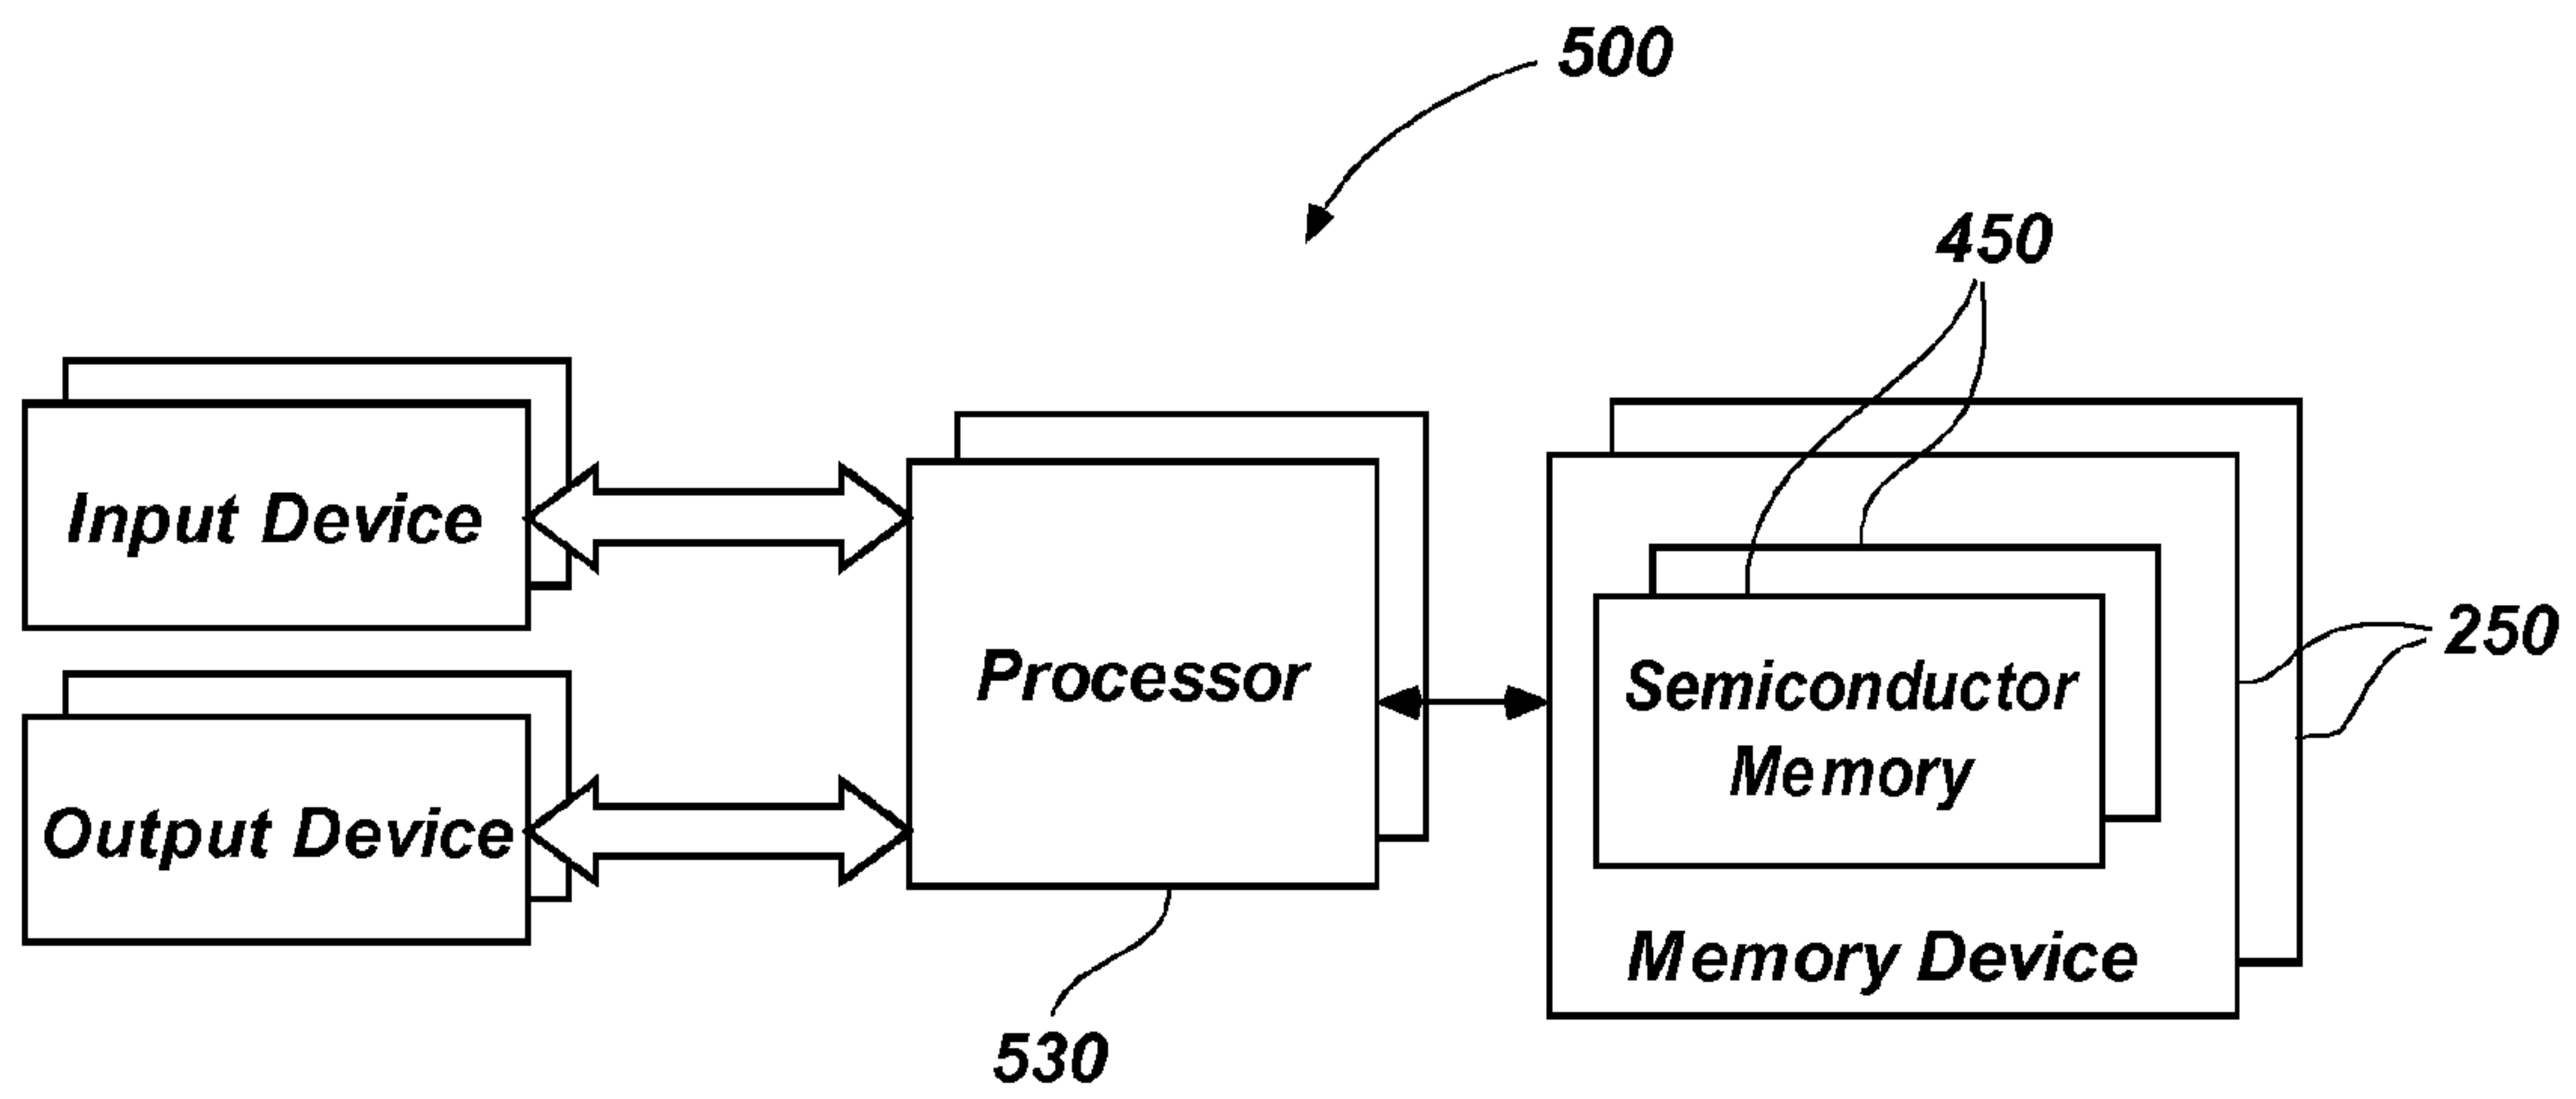 500
450
Input Device
Processor
250
Semiconductor
Memory
Output Device
Memory Device
530